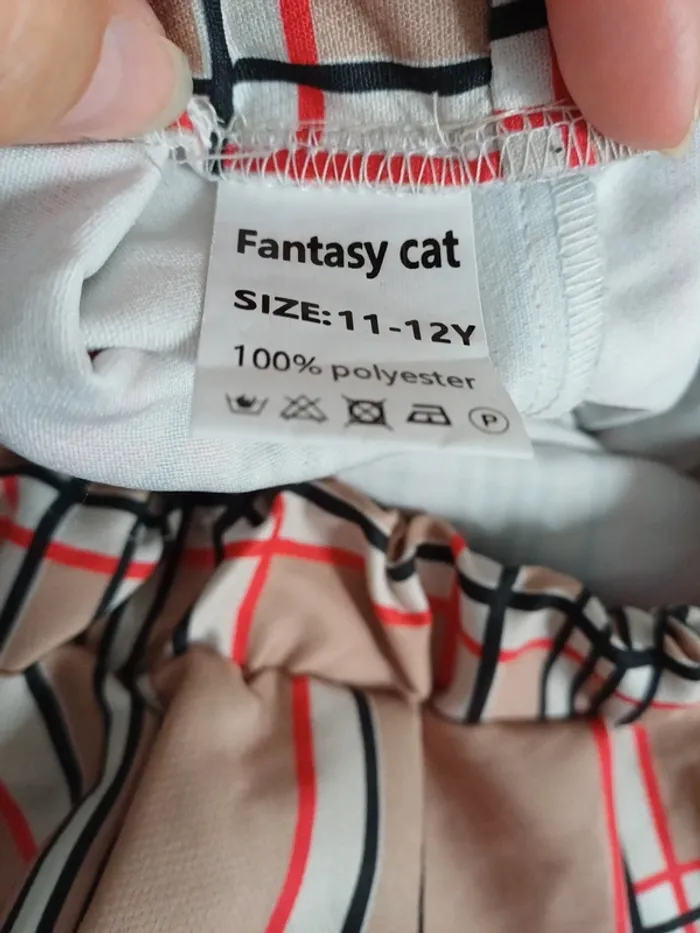 Fantasy cat
SIZE:11-12Y
100% polyester
P